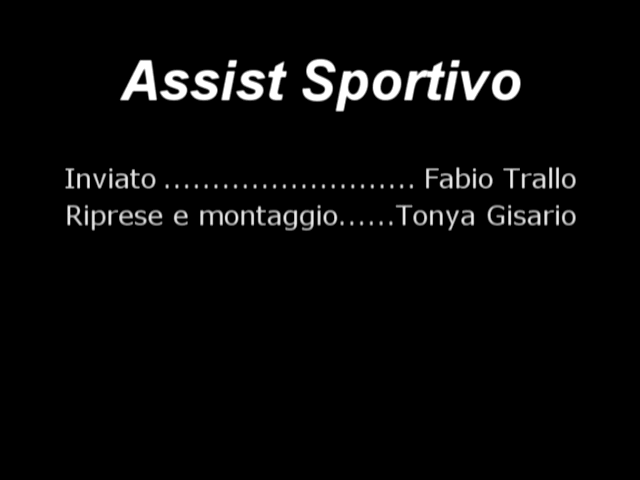 Assist Sportivo
Inviato .......................... Fabio Trallo
Riprese e montaggio......Tonya Gisario